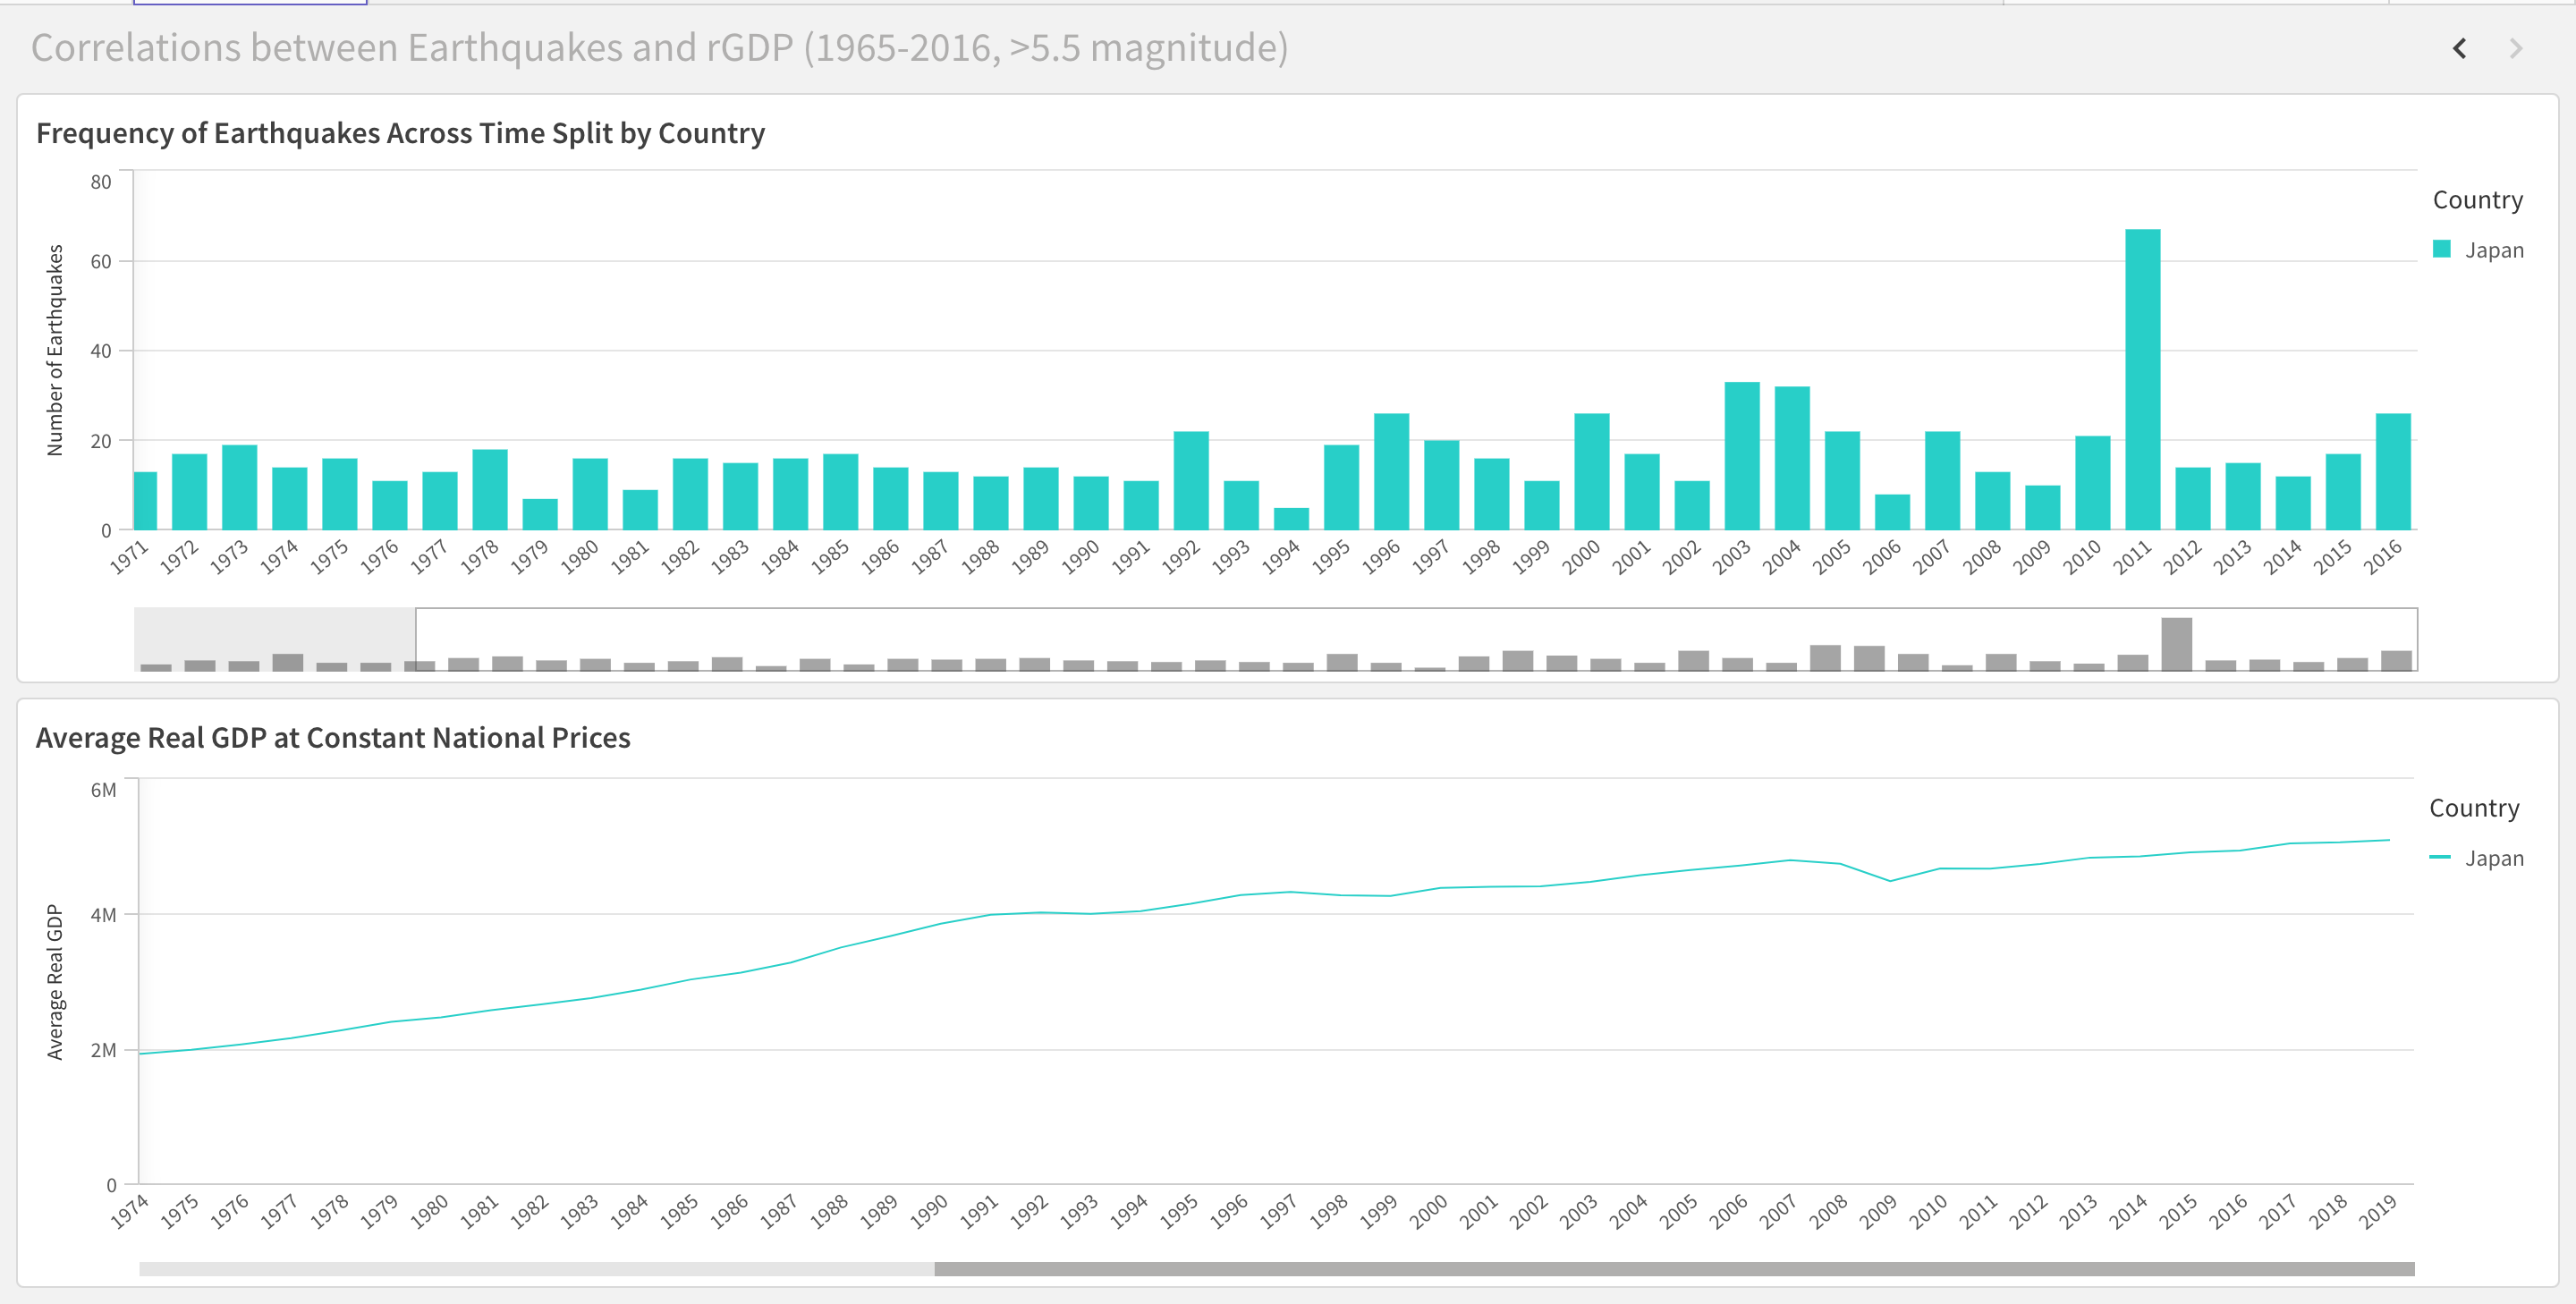 Correlations between Earthquakes and rGDP (1965-2016, >5.5 magnitude)
Frequency of Earthquakes Across Time Split by Country
Number of Earthquakes
80
60
40
20
0
1971 1972 1973 1974 1975 1976 1977 1978 1979 1980 1981 1982 1983 1984 1985 1986 1987 1988 1989 1990 1991 1992 1993 1994 1995 1996 1997 1998 1999 2000 2001 2002 2003 2004 2005 2006 2007 2008 2009 2010 2011 2012 2013 2014 2015 2016
Country
Japan
Average Real GDP at Constant National Prices
Average Real GDP
6M
4M
2M
0
1974 1975 1976 1977 1978 1979 1980 1981 1982 1983 1984 1985 1986 1987 1988 1989 1990 1991 1992 1993 1994 1995 1996 1997 1998 1999 2000 2001 2002 2003 2004 2005 2006 2007 2008 2009 2010 2011 2012 2013 2014 2015 2016 2017 2018 2019
Country
Japan